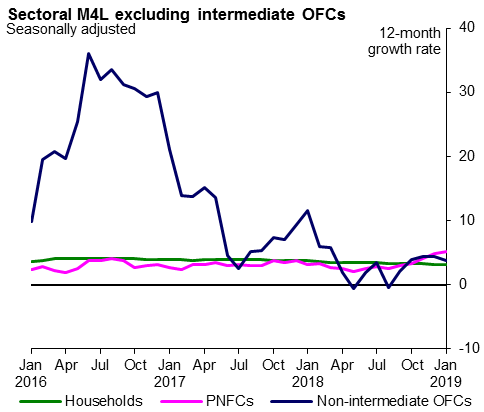 Sectoral M4L excluding intermediate OFCs
Seasonally adjusted
12-month
growth rate
40
30
20
10
0
-10
Jan Apr Jul Oct Jan Apr Jul Oct Jan Apr Jul Oct Jan
2016 2017 2018 2019
Households PNFCs Non-intermediate OFCs